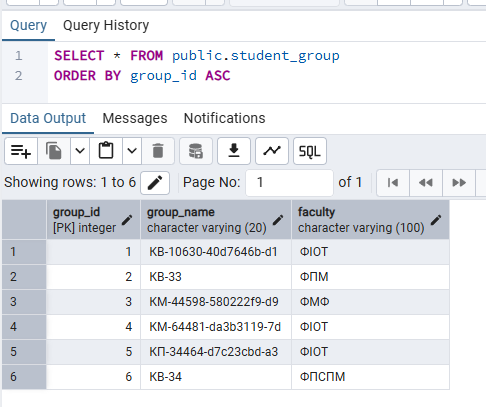 Query Query History
1 SELECT * FROM public.student_group
2 ORDER BY group_id ASC
Data Output Messages Notifications
SQL
Showing rows: 1 to 6 Page No: 1 of 1
group_id group_name faculty
[PK] integer character varying (20) character varying (100)
1 1 КВ-10630-40d7646b-d1 ФІОТ
2 2 КВ-33 ФПМ
3 3 КМ-44598-580222f9-d9 ФМФ
4 4 КМ-64481-da3b3119-7d ФІОТ
5 5 КП-34464-d7c23cbd-a3 ФІОТ
6 6 КВ-34 ФПСПМ